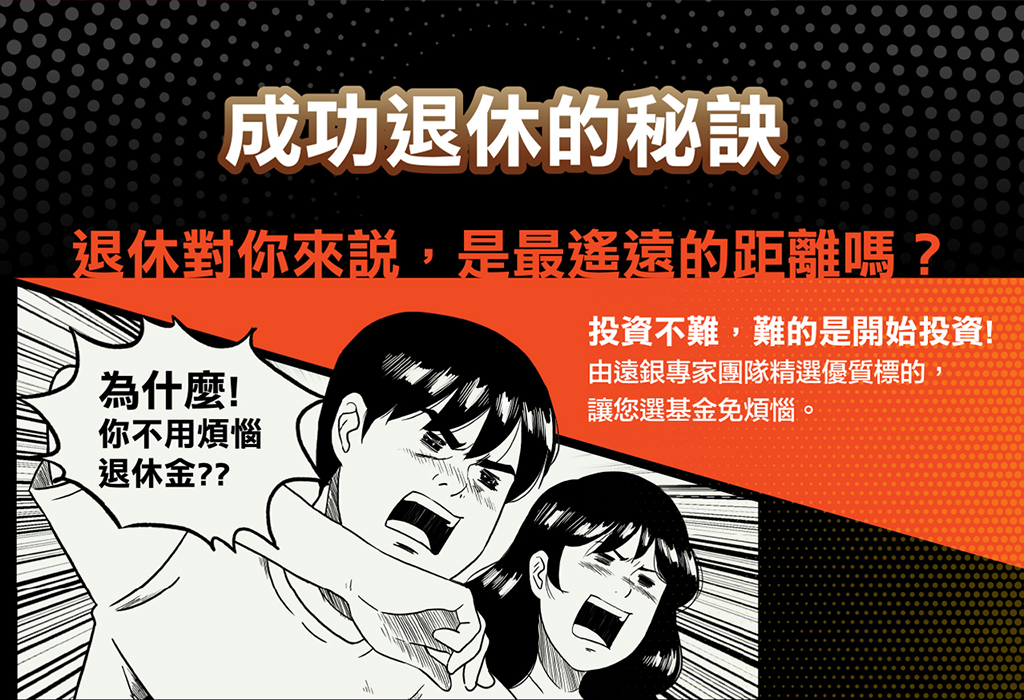 成功退休的秘訣
退休對你來説，是最遙遠的距離嗎？
投資不難，難的是開始投資!
由遠銀專家團隊精選優質標的，
讓您選基金免煩惱。
為什麼!
你不用煩惱
退休金??